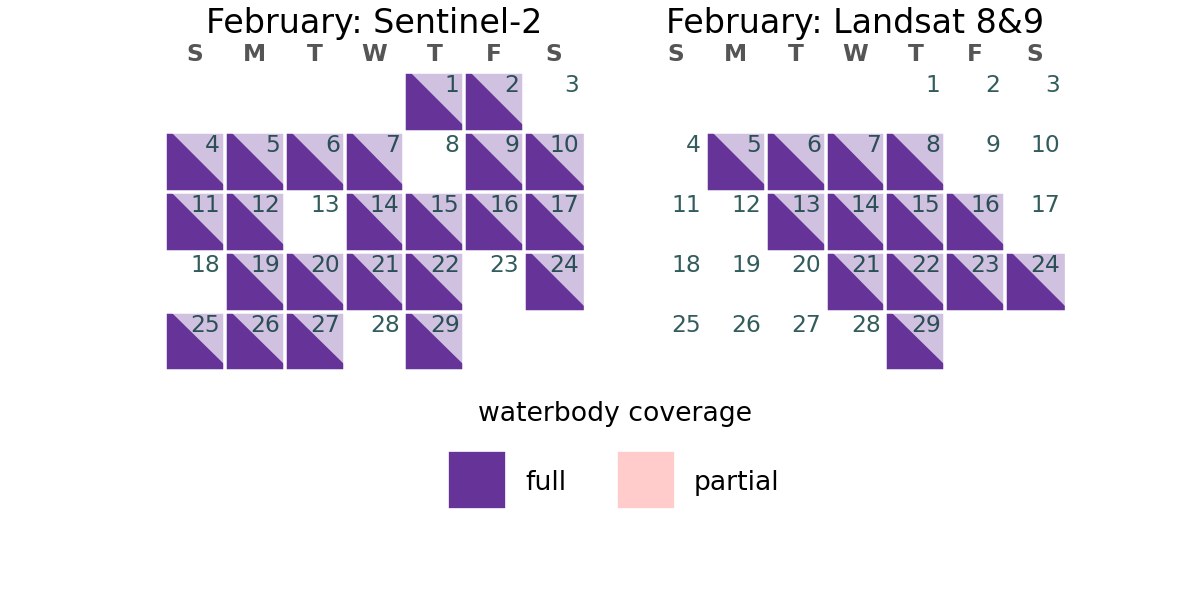 February: Sentinel-2
S M T W T F S
1 2 3
4 5 6 7 8 9 10
11 12 13 14 15 16 17
18 19 20 21 22 23 24
25 26 27 28 29
February: Landsat 8&9
S M T W T F S
1 2 3
4 5 6 7 8 9 10
11 12 13 14 15 16 17
18 19 20 21 22 23 24
25 26 27 28 29
waterbody coverage
full partial